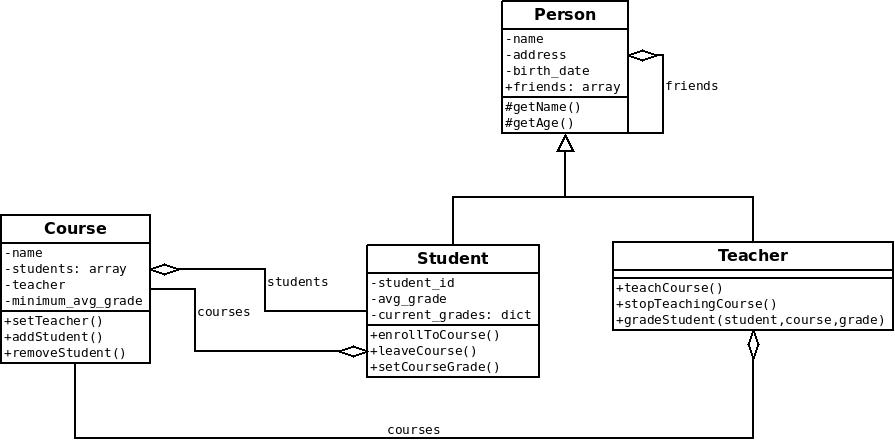 Person
-name
-address
-birth_date
+friends: array
#getName()
#getAge()
friends
Course
-name
-students: array
-teacher
-minimum_avg_grade
+setTeacher()
+addStudent()
+removeStudent()
students
courses
Student
-student_id
-avg_grade
-current_grades: dict
+enrollToCourse()
+leaveCourse()
+setCourseGrade()
Teacher
+teachCourse()
+stopTeachingCourse()
+gradeStudent(student,course,grade)
courses